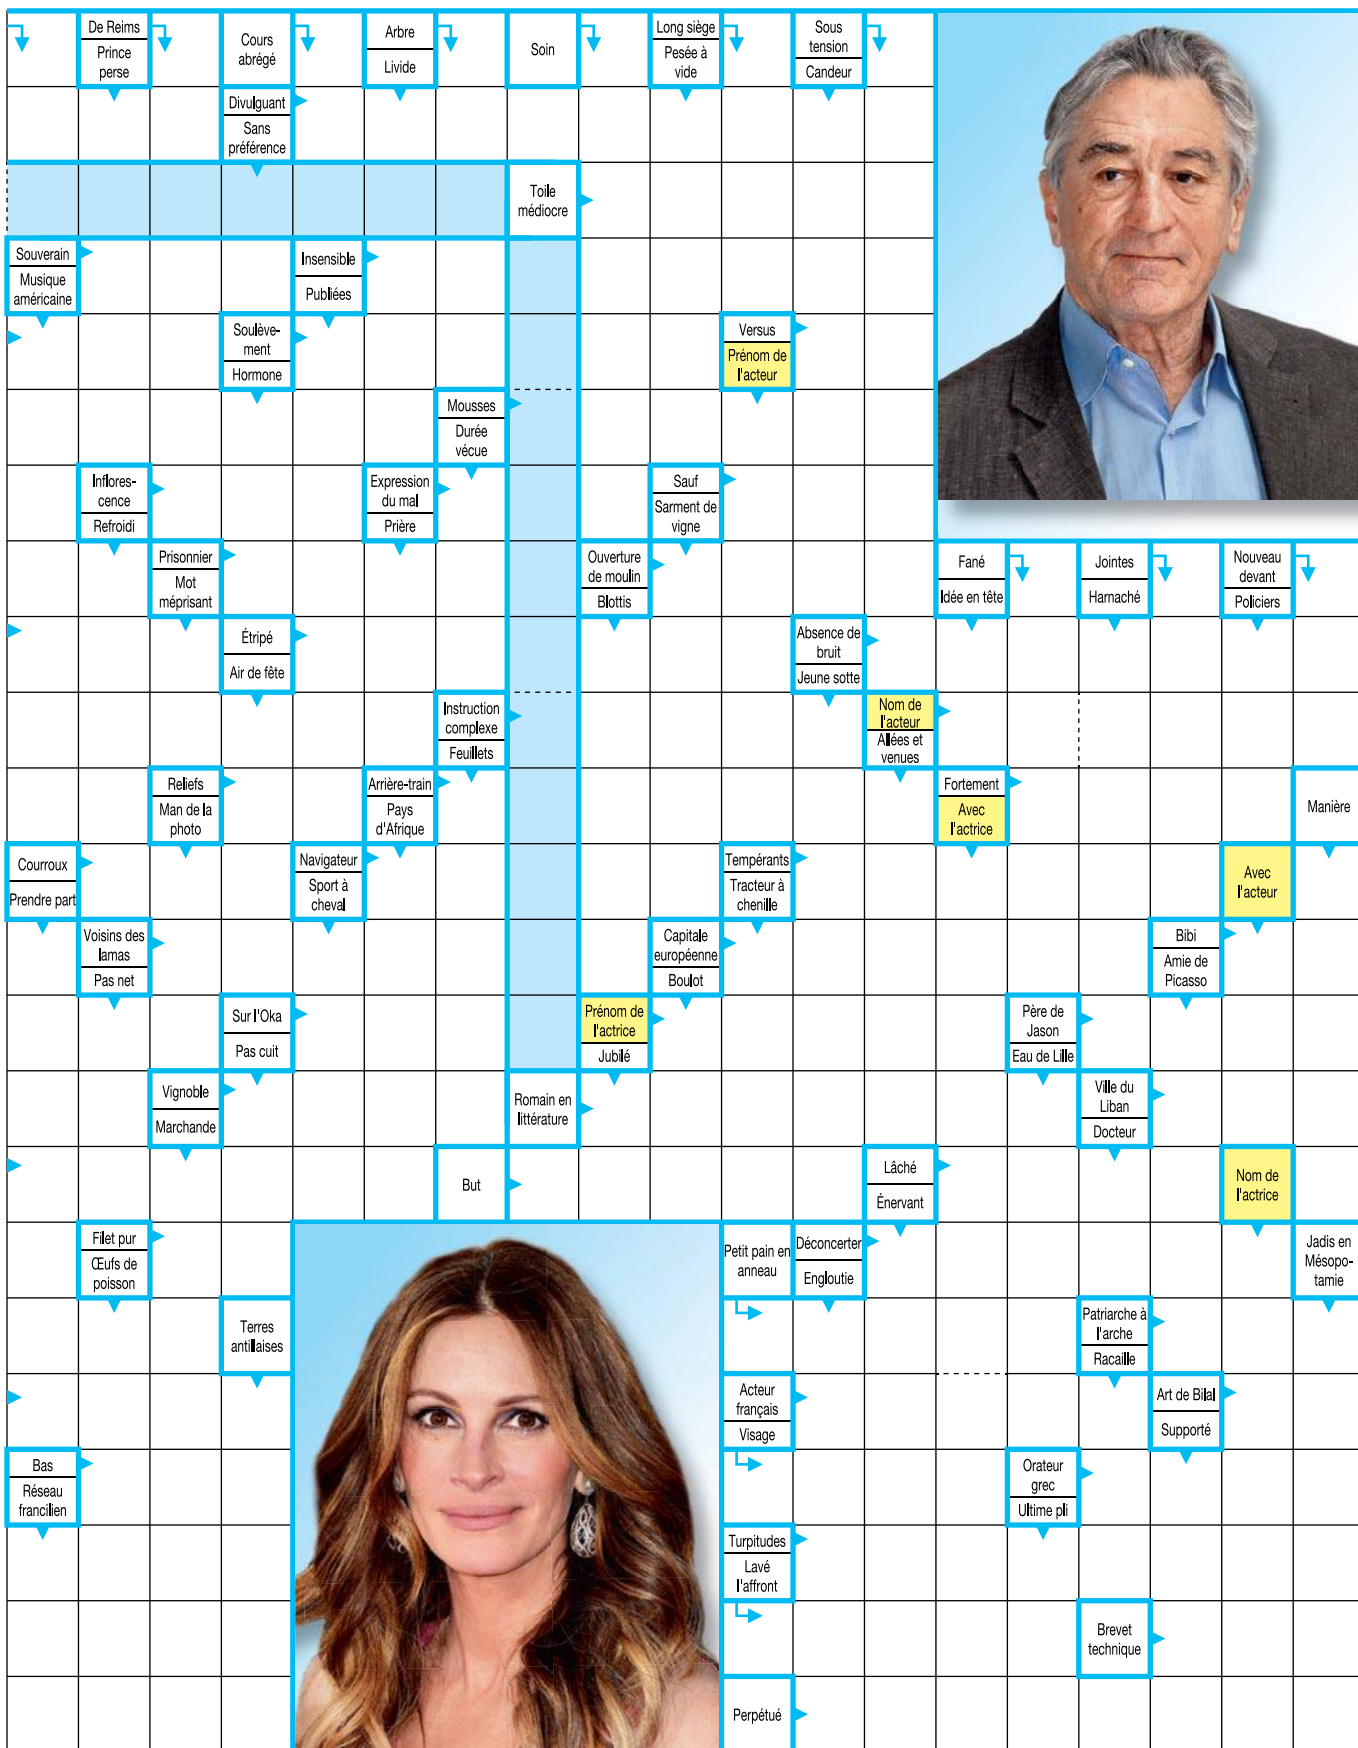 De Reims
Prince
perse
Cours
abrégé
Arbre
Livide
Soin
Long siège
Pesée à
vide
Sous
tension
Candeur
Divulguant
Sans
préférence
Toile
médiocre
Souverain
Musique
américaine
Insensible
Publiées
Soulève-
ment
Hormone
Versus
Prénom de
l'acteur
Mousses
Durée
vécue
Inflores-
cence
Refroidi
Expression
du mal
Prière
Sauf
Sarment de
vigne
Prisonnier
Mot
méprisant
Ouverture
de moulin
Blottis
Fané
Idée en tête
Jointes
Harnaché
Nouveau
devant
Policiers
Étripé
Air de fête
Absence de
bruit
Jeune sotte
Instruction
complexe
Feuillets
Nom de
l'acteur
Allées et
venues
Reliefs
Man de la
photo
Arrière-train
Pays
d'Afrique
Fortement
Avec
l'actrice
Manière
Courroux
Prendre part
Navigateur
Sport à
cheval
Tempérants
Tracteur à
chenille
Avec
l'acteur
Voisins des
lamas
Pas net
Capitale
européenne
Boulot
Bibi
Amie de
Picasso
Sur l'Oka
Pas cuit
Prénom de
l'actrice
Jubilé
Père de
Jason
Eau de Lille
Vignoble
Marchande
Romain en
littérature
Ville du
Liban
Docteur
But
Lâché
Énervant
Nom de
l'actrice
Filet pur
Œufs de
poisson
Petit pain en
anneau
Déconcerter
Engloutie
Jadis en
Mésopo-
tamie
Terres
antillaises
Patriarche à
l'arche
Racaille
Acteur
français
Visage
Art de Bilal
Supporté
Bas
Réseau
francilien
Orateur
grec
Ultime pli
Turpitudes
Lavé
l'affront
Brevet
technique
Perpétué